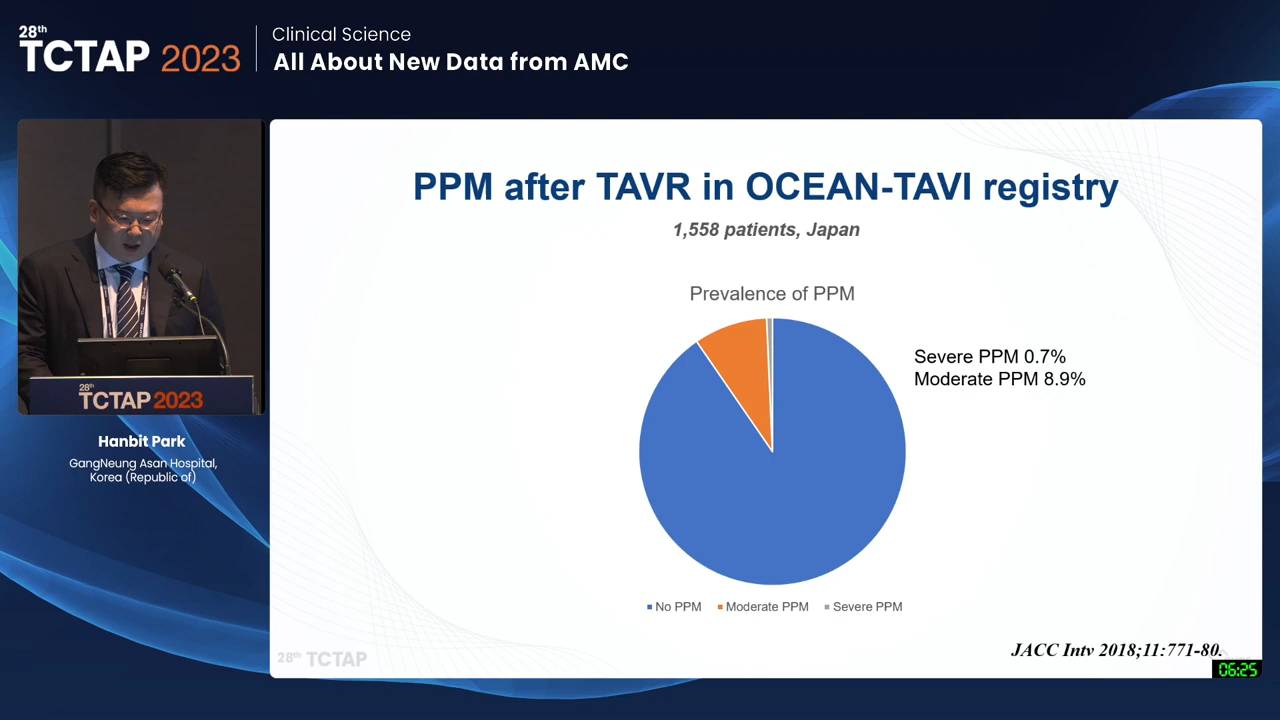 28th
TCTAP 2023
Clinical Science
All About New Data from AMC
28th
TCTAP 2023
Hanbit Park
GangNeung Asan Hospital,
Korea (Republic of)
PPM after TAVR in OCEAN-TAVI registry
1,558 patients, Japan
Prevalence of PPM
Severe PPM 0.7%
Moderate PPM 8.9%
No PPM Moderate PPM Severe PPM
JACC Intv 2018;11:771-80.
28th TCTAP
06:25